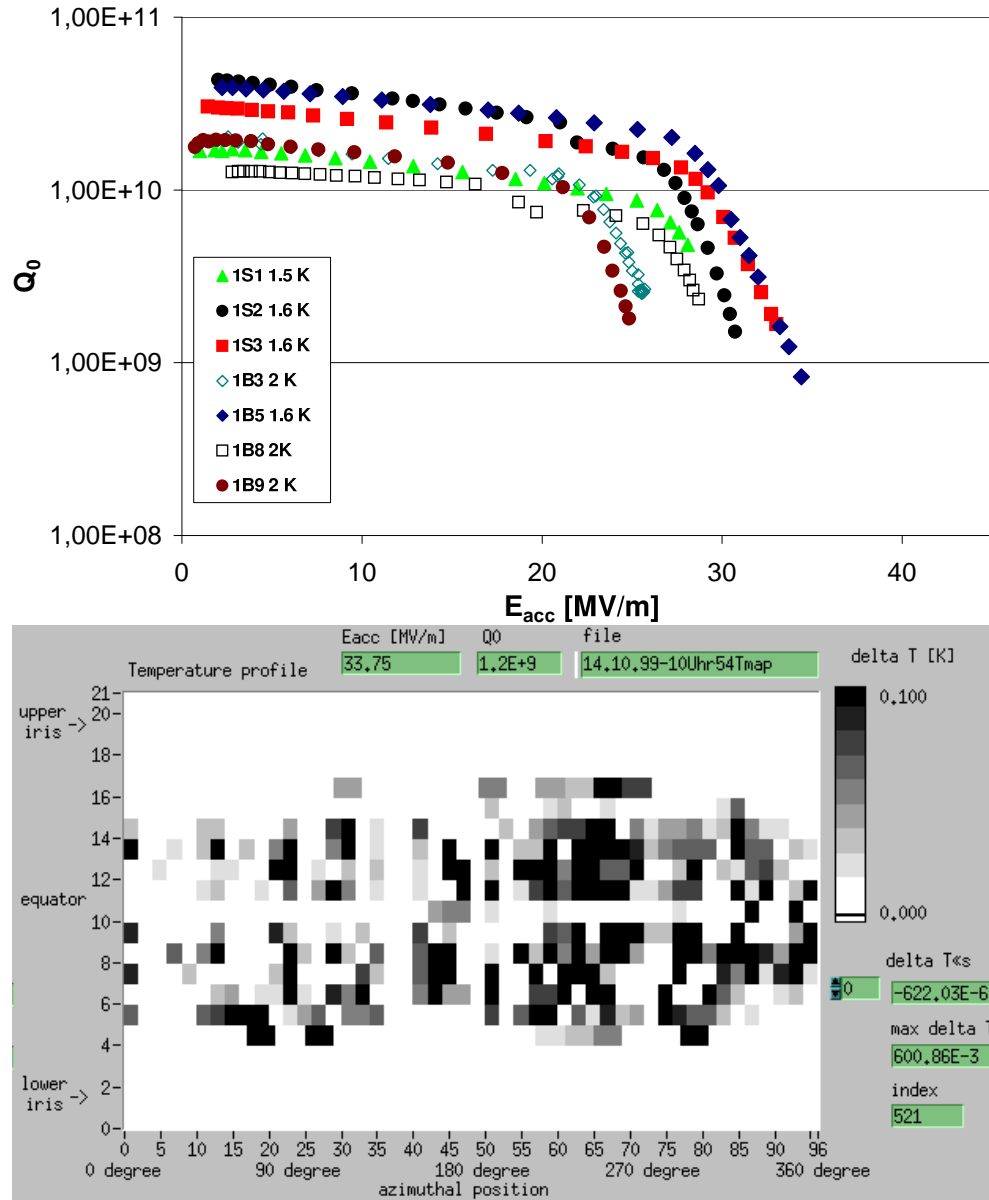 1,00E+11
1,00E+10
1,00E+09
1,00E+08
Q0
1S1 1.5 K
1S2 1.6 K
1S3 1.6 K
1B3 2 K
1B5 1.6 K
1B8 2K
1B9 2 K
0 10 20 30 40
Eacc [MV/m]
Eacc [MV/m] Q0 file
Temperature profile 33.75 1.2E+9 14.10.99-10Uhr54Tmap delta T [K]
21-
upper iris -> 20-
18-
16-
14-
12-
equator
10-
8-
6-
4-
lower iris -> 2-
0-
0 5 10 15 20 25 30 35 40 45 50 55 60 65 70 75 80 85 90 96
0 degree 90 degree 180 degree 270 degree 360 degree
azimuthal position
0.100
0.000
delta T«s
0 -622.03E-6
max delta T
600.86E-3
index
521